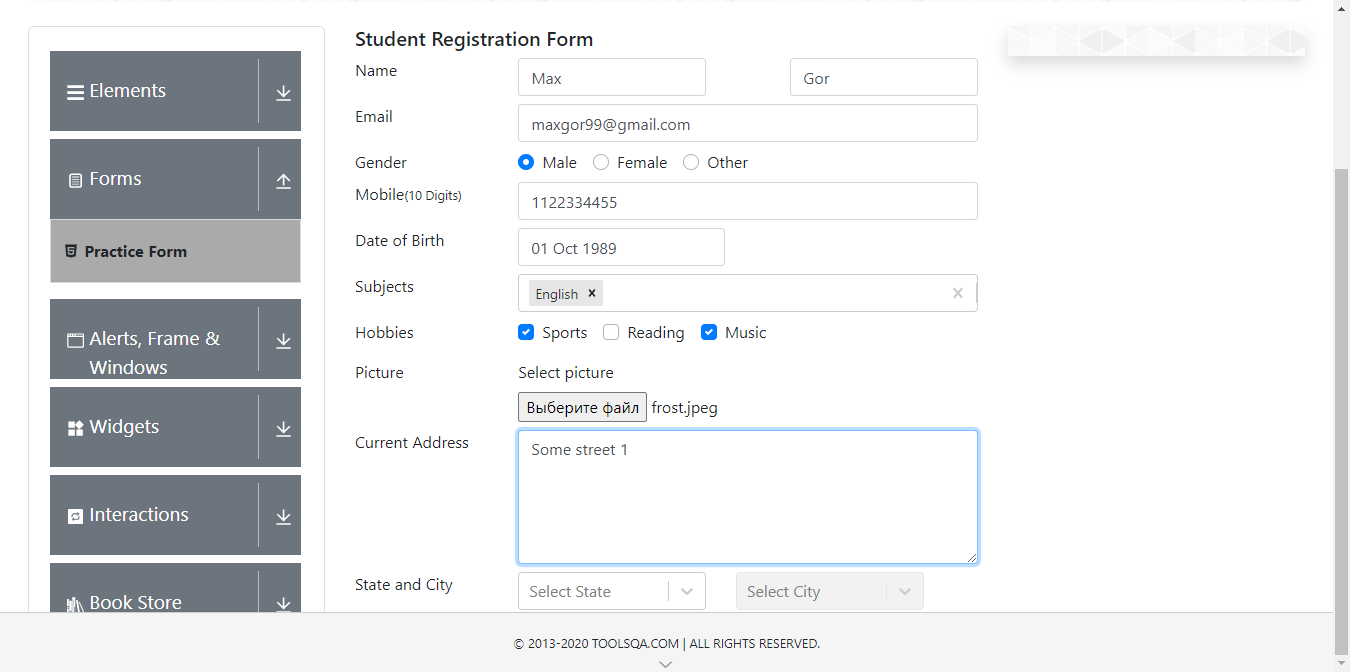 Student Registration Form
Elements
Forms
Practice Form
Alerts, Frame &
Windows
Widgets
Interactions
Book Store
Name
Max
Gor
Email
maxgor99@gmail.com
Gender
Male
Female
Other
Mobile(10 Digits)
1122334455
Date of Birth
01 Oct 1989
Subjects
English
Hobbies
Sports
Reading
Music
Picture
Select picture
Выберите файл frost.jpeg
Current Address
Some street 1
State and City
Select State
Select City
© 2013-2020 TOOLSQA.COM | ALL RIGHTS RESERVED.